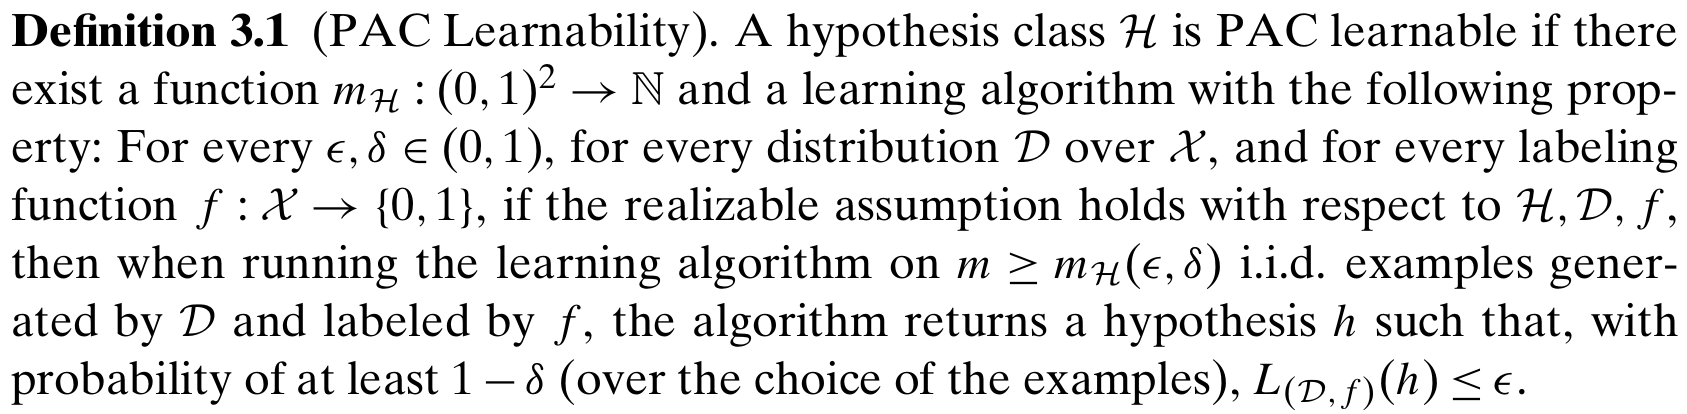 Definition 3.1 (PAC Learnability). A hypothesis class ℋ is PAC learnable if there
exist a function m_ℋ : (0, 1)² → ℕ and a learning algorithm with the following prop-
erty: For every ϵ, δ ∈ (0, 1), for every distribution 𝒟 over 𝒳, and for every labeling
function f : 𝒳 → {0, 1}, if the realizable assumption holds with respect to ℋ, 𝒟, f,
then when running the learning algorithm on m ≥ m_ℋ(ϵ, δ) i.i.d. examples gener-
ated by 𝒟 and labeled by f, the algorithm returns a hypothesis h such that, with
probability of at least 1 − δ (over the choice of the examples), L_(𝒟, f)(h) ≤ ϵ.